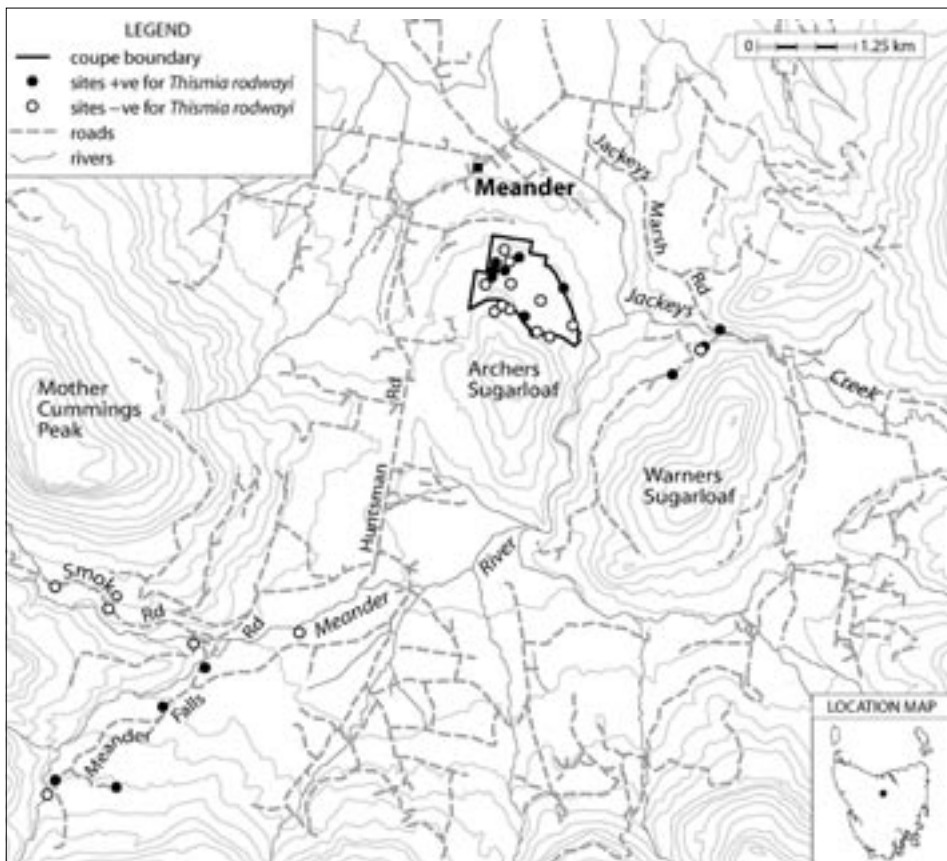 LEGEND
coupe boundary
sites +ve for Thismia rodwayi
sites –ve for Thismia rodwayi
roads
rivers
0 1.25 km
Jackeys
Marsh
Rd
Meander
Jackeys
Creek
Archers
Sugarloaf
Mother
Cummings
Peak
Warners
Sugarloaf
Huntsman
Rd
River
Meander
Smoko
Rd
Rd
Falls
Meander
LOCATION MAP